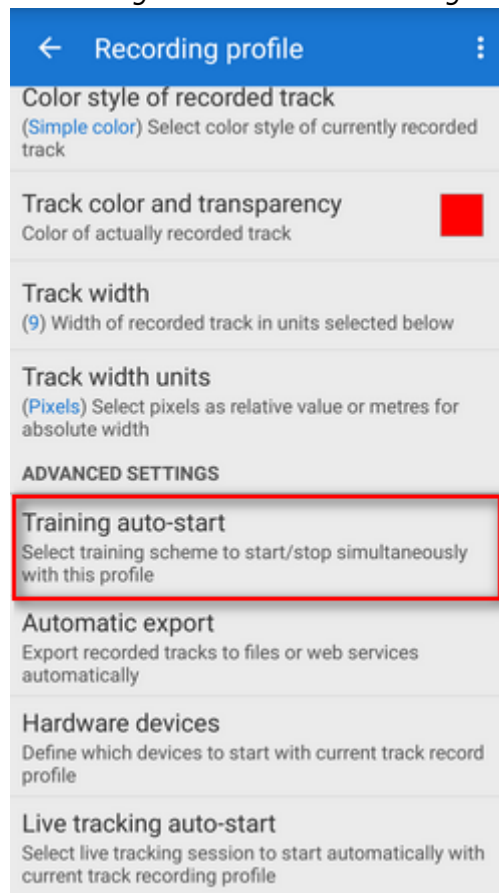 Recording profile
Color style of recorded track
(Simple color) Select color style of currently recorded
track
Track color and transparency
Color of actually recorded track
Track width
(9) Width of recorded track in units selected below
Track width units
(Pixels) Select pixels as relative value or metres for
absolute width
ADVANCED SETTINGS
Training auto-start
Select training scheme to start/stop simultaneously
with this profile
Automatic export
Export recorded tracks to files or web services
automatically
Hardware devices
Define which devices to start with current track record
profile
Live tracking auto-start
Select live tracking session to start automatically with
current track recording profile